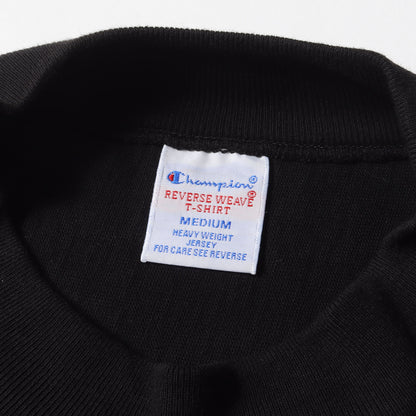 Champion®
REVERSE WEAVE®
T-SHIRT
MEDIUM
HEAVY WEIGHT
JERSEY
FOR CARE SEE REVERSE